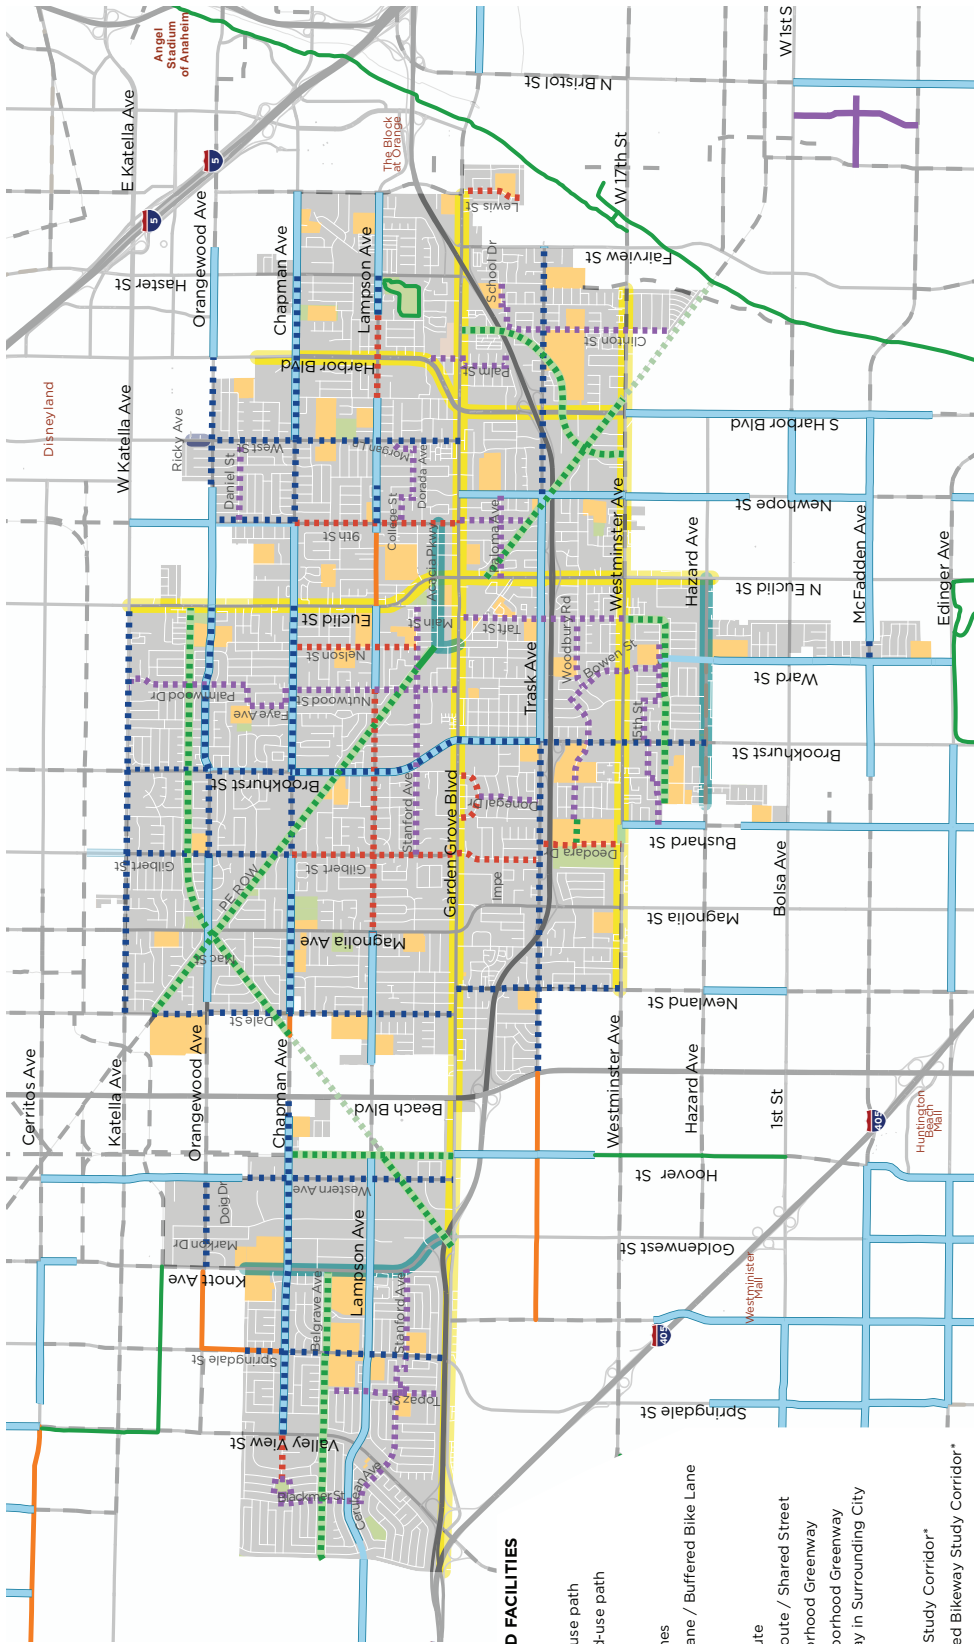 Angel
Stadium
of Anaheim
E Katella Ave
Orangewood Ave
5
5
The Block
at Orange
N Bristol St
W 1st S
W 17th St
Lewis St
Fairview St
School Dr
Haster St
Chapman Ave
Lampson Ave
Clinton St
Harbor Blvd
Palm St
S Harbor Blvd
Disneyland
W Katella Ave
Ricky Ave
West St
Morgan Ln
Daniel St
Dorada Ave
Newhope St
9th St
College St
Acacia Pkwy
Paloma Ave
Westminster Ave
Hazard Ave
N Euclid St
McFadden Ave
Edinger Ave
Euclid St
Main St
Taft St
Woodbury Rd
Nelson St
Bowen St
Trask Ave
Ward St
Palmwood Dr
Nutwood St
Faye Ave
15th St
Brookhurst St
Brookhurst St
Stanford Ave
Garden Grove Blvd
Donegal Dr
Bushard St
Deodara D
Gilbert St
Gilbert St
PE ROW
Impe
Bolsa Ave
Magnolia St
Magnolia Ave
Mac St
Newland St
Dale St
Cerritos Ave
Katella Ave
Orangewood Ave
Chapman Ave
Beach Blvd
Westminster Ave
Hazard Ave
1st St
405
Huntington
Beach
Mall
Hoover St
Western Ave
Doig Dr
Markon Dr
Lampson Ave
Goldenwest St
Knott Ave
Belgrave Ave
Stanford Ave
Westminister
Mall
405
Springdale St
Topaz St
Springdale St
Valley View St
Blackmer St
Cerulean Ave
D FACILITIES
use path
d-use path
nes
ane / Buffered Bike Lane
ute
oute / Shared Street
rhood Greenway
orhood Greenway
ay in Surrounding City
Study Corridor*
ed Bikeway Study Corridor*